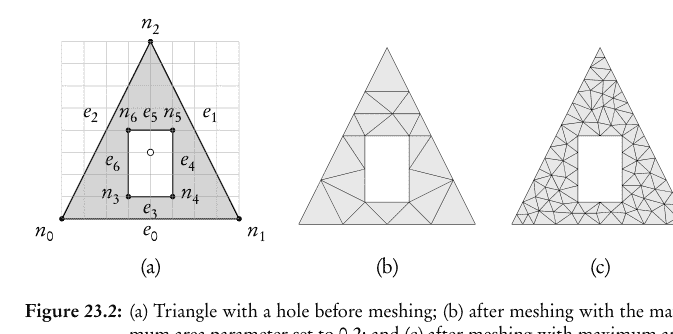 n2
e2 n6 e5 n5 e1
e6 e4
n3 e3 n4
n0 e0 n1
(a) (b) (c)
Figure 23.2: (a) Triangle with a hole before meshing; (b) after meshing with the ma
mum area parameter set to 0.2; and (c) after meshing with maximum ar